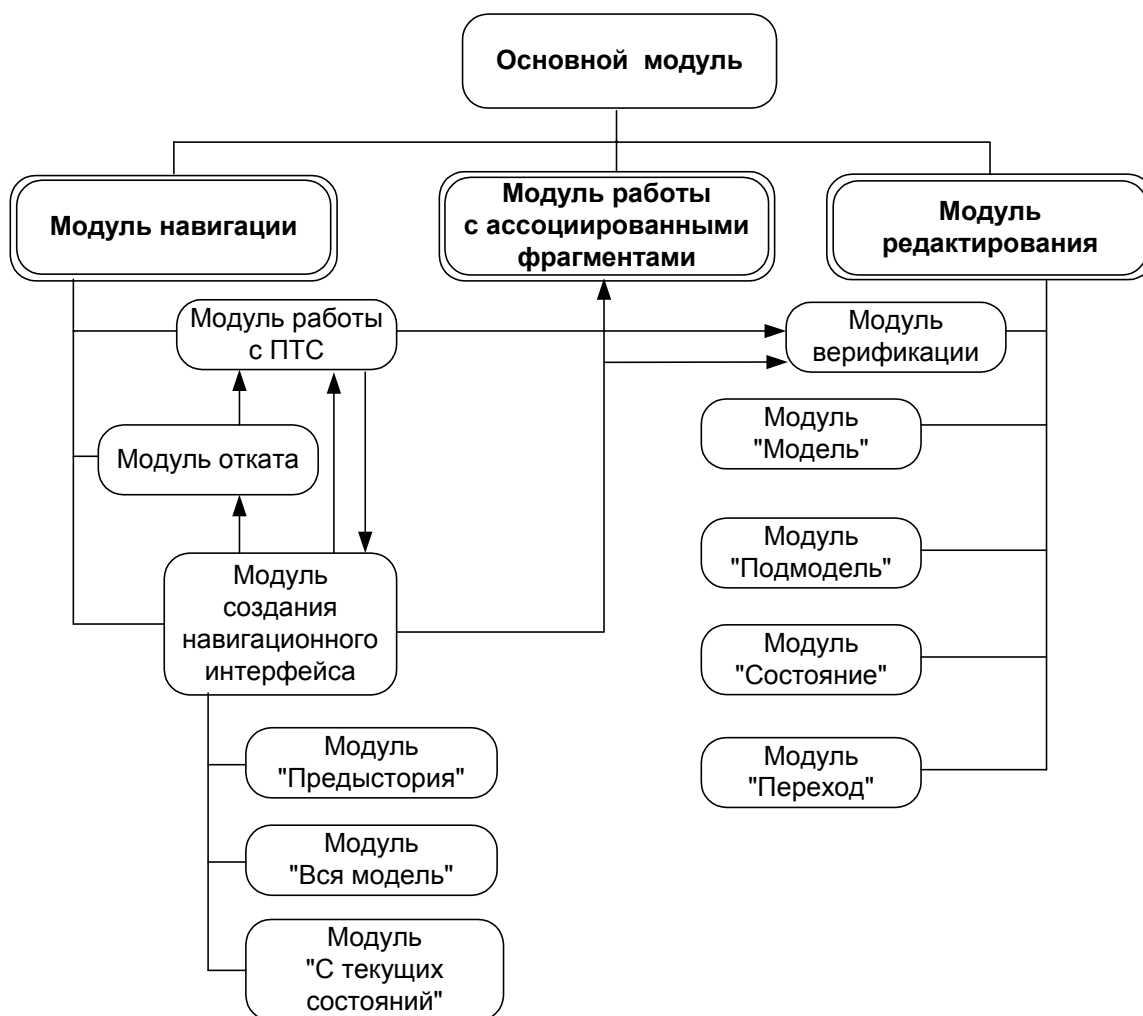 Основной модуль
Модуль навигации
Модуль работы
с ассоциированными
фрагментами
Модуль
редактирования
Модуль работы
с ПТС
Модуль
верификации
Модуль отката
Модуль
"Модель"
Модуль
создания
навигационного
интерфейса
Модуль
"Подмодель"
Модуль
"Состояние"
Модуль
"Предыстория"
Модуль
"Переход"
Модуль
"Вся модель"
Модуль
"С текущих
состояний"